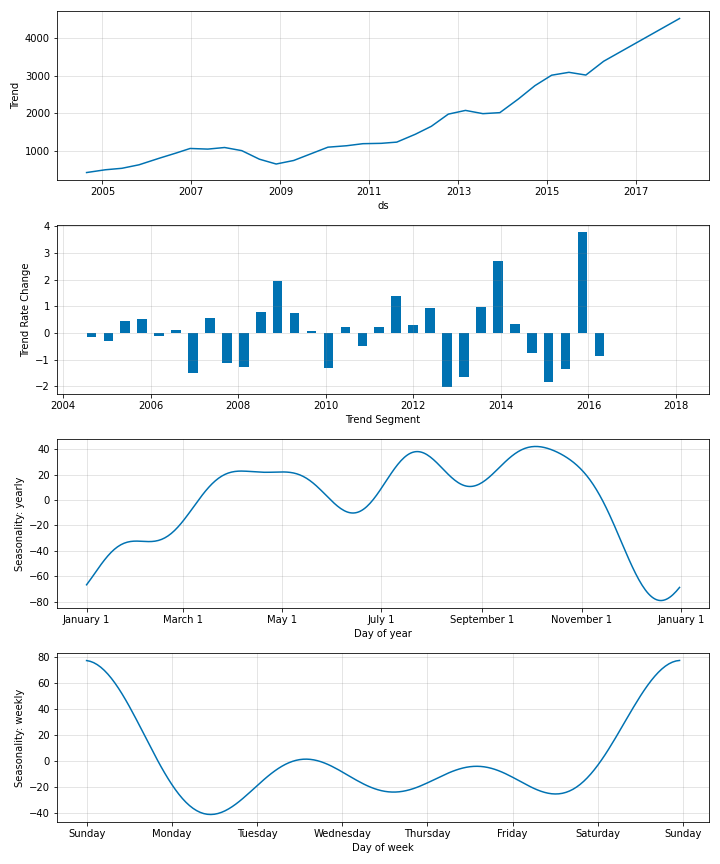 4000
3000
2000
1000
Trend
2005 2007 2009 2011 2013 2015 2017
ds
4
3
2
1
0
−1
−2
Trend Rate Change
2004 2006 2008 2010 2012 2014 2016 2018
Trend Segment
40
20
0
−20
−40
−60
−80
Seasonality: yearly
January 1 March 1 May 1 July 1 September 1 November 1 January 1
Day of year
80
60
40
20
0
−20
−40
Seasonality: weekly
Sunday Monday Tuesday Wednesday Thursday Friday Saturday Sunday
Day of week